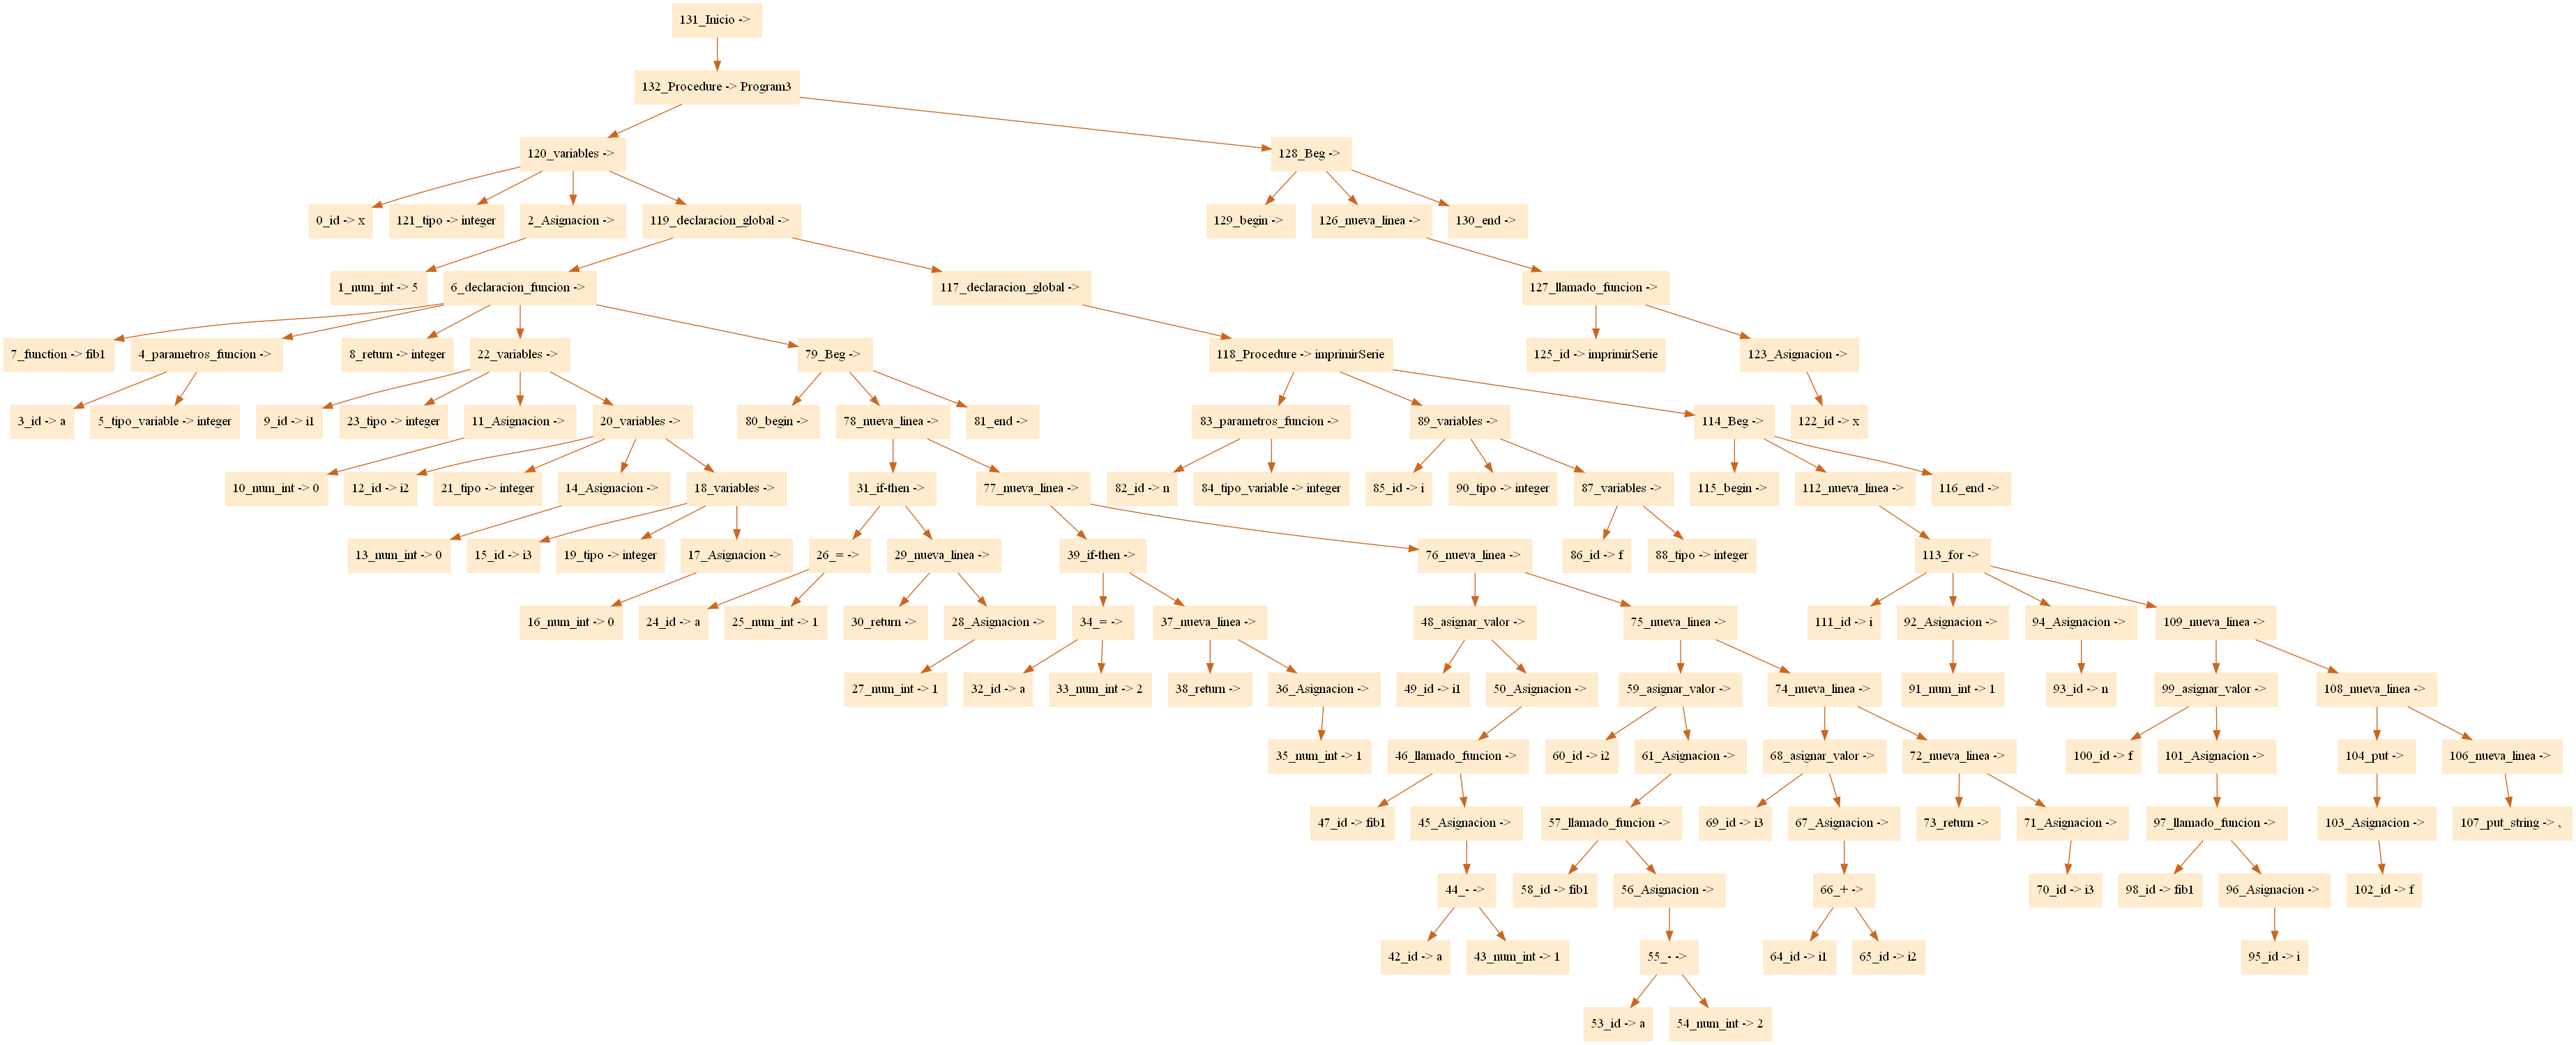 131_Inicio ->
132_Procedure -> Program3
120_variables ->
128_Beg ->
0_id -> x
121_tipo -> integer
2_Asignacion ->
119_declaracion_global ->
129_begin ->
126_nueva_linea ->
130_end ->
1_num_int -> 5
6_declaracion_funcion ->
117_declaracion_global ->
127_llamado_funcion ->
7_function -> fib1
4_parametros_funcion ->
8_return -> integer
22_variables ->
79_Beg ->
118_Procedure -> imprimirSerie
125_id -> imprimirSerie
123_Asignacion ->
3_id -> a
5_tipo_variable -> integer
9_id -> i1
23_tipo -> integer
11_Asignacion ->
20_variables ->
80_begin ->
78_nueva_linea ->
81_end ->
83_parametros_funcion ->
89_variables ->
114_Beg ->
122_id -> x
10_num_int -> 0
12_id -> i2
21_tipo -> integer
14_Asignacion ->
18_variables ->
31_if-then ->
77_nueva_linea ->
82_id -> n
84_tipo_variable -> integer
85_id -> i
90_tipo -> integer
87_variables ->
115_begin ->
112_nueva_linea ->
116_end ->
13_num_int -> 0
15_id -> i3
19_tipo -> integer
17_Asignacion ->
26_= ->
29_nueva_linea ->
39_if-then ->
76_nueva_linea ->
86_id -> f
88_tipo -> integer
113_for ->
16_num_int -> 0
24_id -> a
25_num_int -> 1
30_return ->
28_Asignacion ->
34_= ->
37_nueva_linea ->
48_asignar_valor ->
75_nueva_linea ->
111_id -> i
92_Asignacion ->
94_Asignacion ->
109_nueva_linea ->
27_num_int -> 1
32_id -> a
33_num_int -> 2
38_return ->
36_Asignacion ->
49_id -> i1
50_Asignacion ->
59_asignar_valor ->
74_nueva_linea ->
91_num_int -> 1
93_id -> n
99_asignar_valor ->
108_nueva_linea ->
35_num_int -> 1
46_llamado_funcion ->
60_id -> i2
61_Asignacion ->
68_asignar_valor ->
72_nueva_linea ->
100_id -> f
101_Asignacion ->
104_put ->
106_nueva_linea ->
47_id -> fib1
45_Asignacion ->
57_llamado_funcion ->
69_id -> i3
67_Asignacion ->
73_return ->
71_Asignacion ->
97_llamado_funcion ->
103_Asignacion ->
107_put_string -> ,
44_- ->
58_id -> fib1
56_Asignacion ->
66_+ ->
70_id -> i3
98_id -> fib1
96_Asignacion ->
102_id -> f
42_id -> a
43_num_int -> 1
55_- ->
64_id -> i1
65_id -> i2
95_id -> i
53_id -> a
54_num_int -> 2